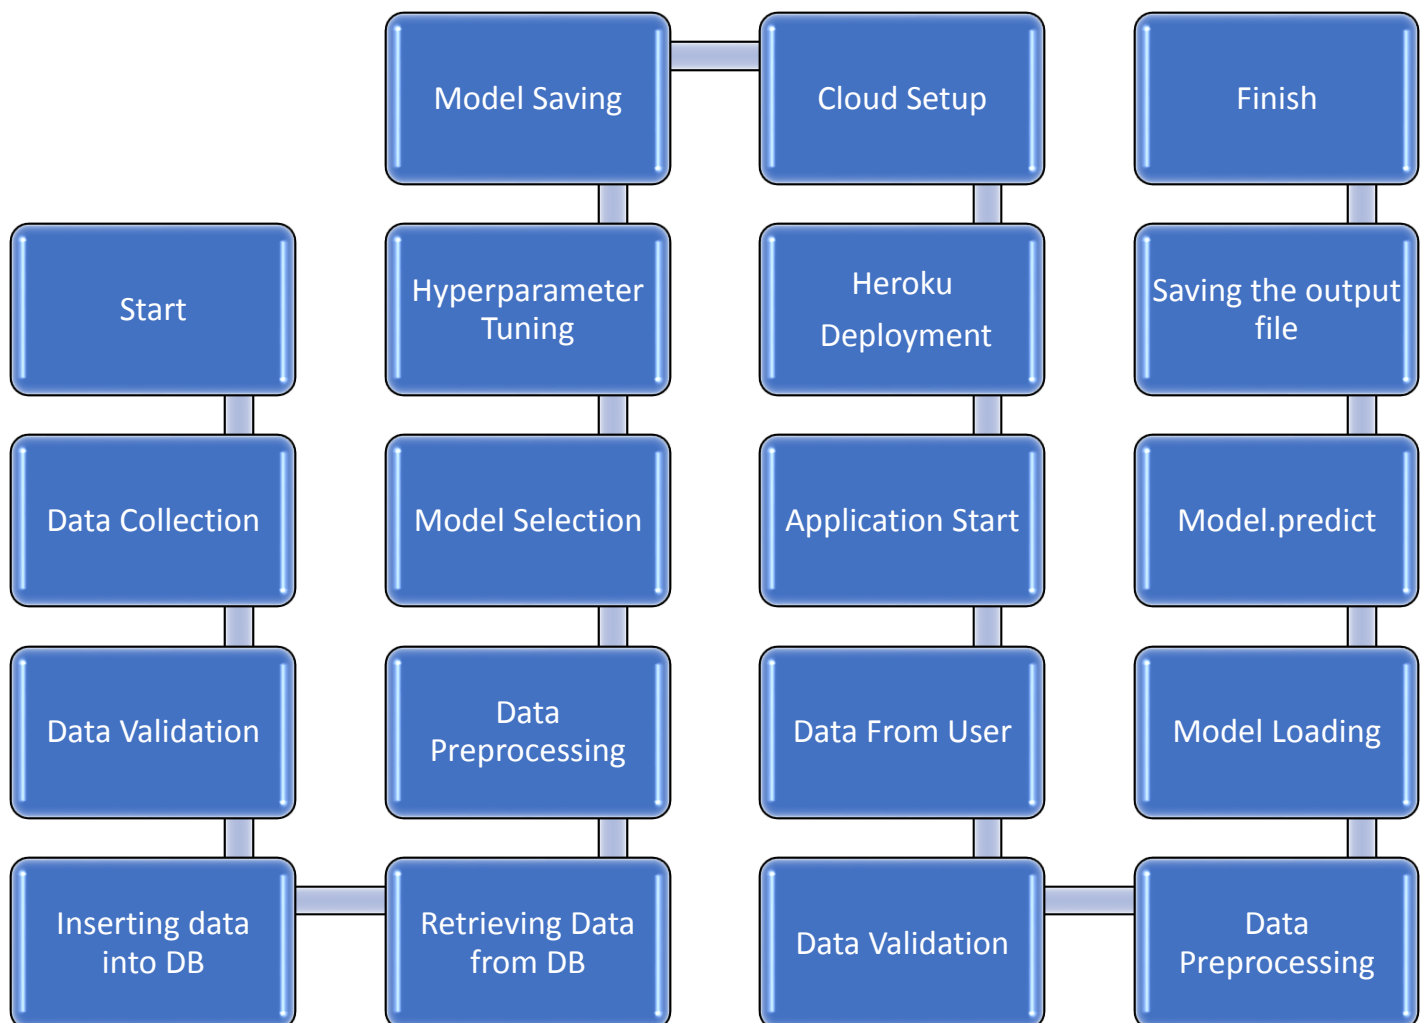 Start
Data Collection
Data Validation
Inserting data
into DB
Retrieving Data
from DB
Data
Preprocessing
Model Selection
Hyperparameter
Tuning
Model Saving
Cloud Setup
Heroku
Deployment
Application Start
Data From User
Data Validation
Data
Preprocessing
Model Loading
Model.predict
Saving the output
file
Finish